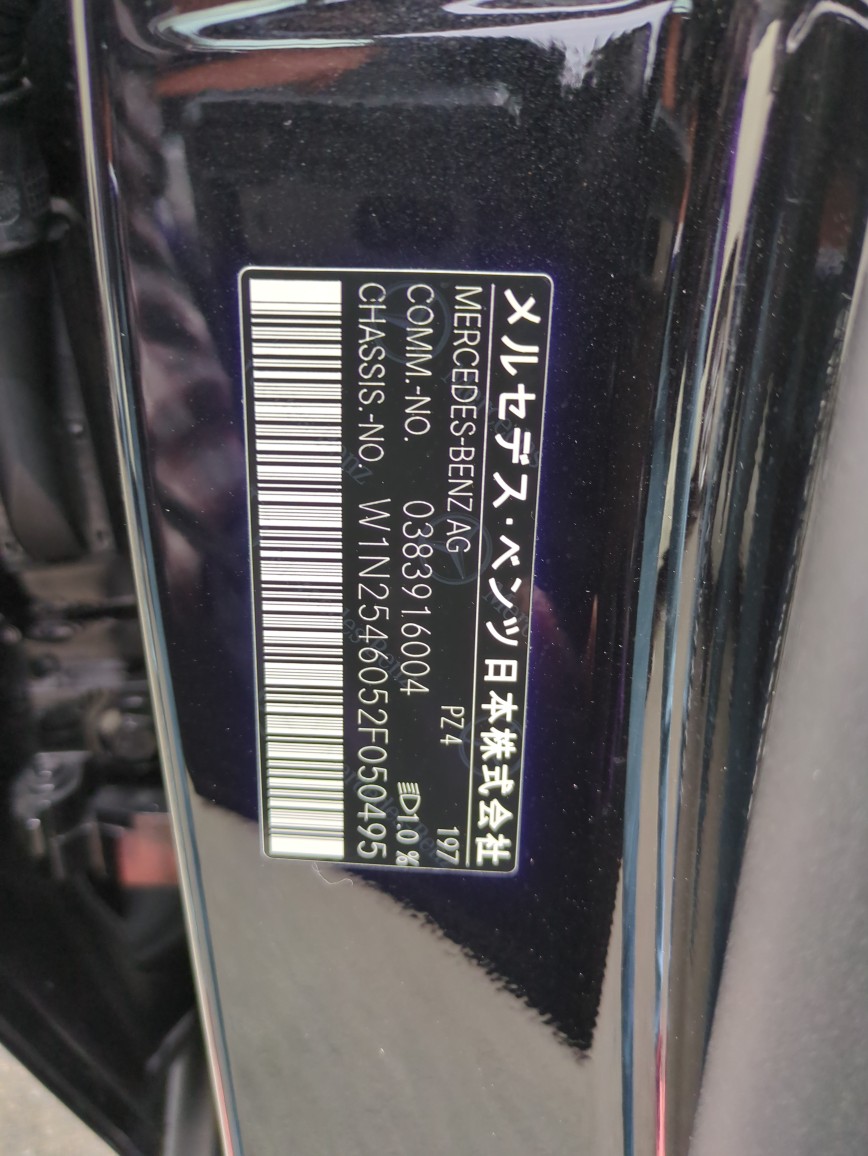 メルセデス・ベンツ日本株式会社
MERCEDES-BENZ AG PZ4 197
COMM.-NO. 0383916004 1.0 %
CHASSIS.-NO. W1N2546052F050495